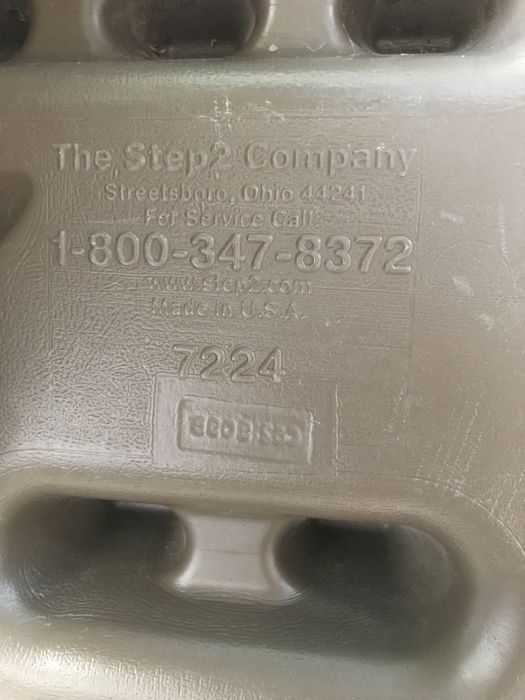 The Step2 Company
Streetsboro, Ohio 44241
For Service Call:
1-800-347-8372
www.step2.com
Made in U.S.A.
7224